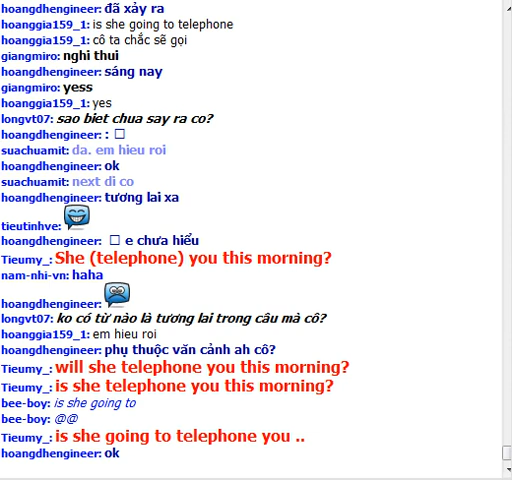 hoangdhengineer: đã xảy ra
hoanggia159_1: is she going to telephone
hoanggia159_1: cô ta chắc sẽ gọi
giangmiro: nghi thui
hoangdhengineer: sáng nay
giangmiro: yess
hoanggia159_1: yes
longvt07: sao biet chua say ra co?
hoangdhengineer: :
suachuamit: da. em hieu roi
hoangdhengineer: ok
suachuamit: next di co
hoangdhengineer: tương lai xa
tieutinhve:
hoangdhengineer: e chưa hiểu
Tieumy_: She (telephone) you this morning?
nam-nhi-vn: haha
hoangdhengineer:
longvt07: ko có từ nào là tương lai trong câu mà cô?
hoanggia159_1: em hieu roi
hoangdhengineer: phụ thuộc văn cảnh ah cô?
Tieumy_: will she telephone you this morning?
Tieumy_: is she telephone you this morning?
bee-boy: is she going to
bee-boy: @@
Tieumy_: is she going to telephone you ..
hoangdhengineer: ok